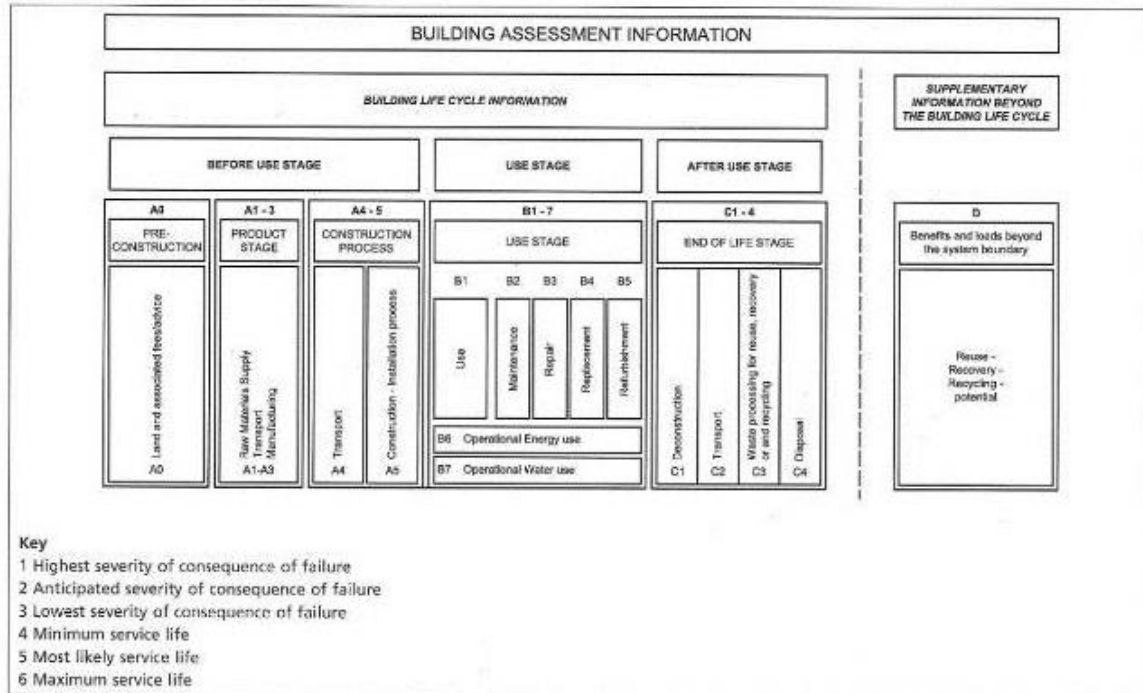 BUILDING ASSESSMENT INFORMATION
BUILDING LIFE CYCLE INFORMATION
SUPPLEMENTARY
INFORMATION BEYOND
THE BUILDING LIFE CYCLE
BEFORE USE STAGE
USE STAGE
AFTER USE STAGE
A0
PRE-
CONSTRUCTION
Land and associated fees/advice
A0
A1 - 3
PRODUCT
STAGE
Raw Materials Supply
Transport
Manufacturing
A1-A3
A4 - 5
CONSTRUCTION
PROCESS
Transport
A4
Construction - Installation process
A5
B1 - 7
USE STAGE
B1
Use
B2
Maintenance
B3
Repair
B4
Replacement
B5
Refurbishment
B6 Operational Energy use
B7 Operational Water use
C1 - 4
END OF LIFE STAGE
Deconstruction
C1
Transport
C2
Waste processing for reuse, recovery
or and recycling
C3
Disposal
C4
D
Benefits and loads beyond
the system boundary
Reuse -
Recovery -
Recycling -
potential
Key
1 Highest severity of consequence of failure
2 Anticipated severity of consequence of failure
3 Lowest severity of consequence of failure
4 Minimum service life
5 Most likely service life
6 Maximum service life